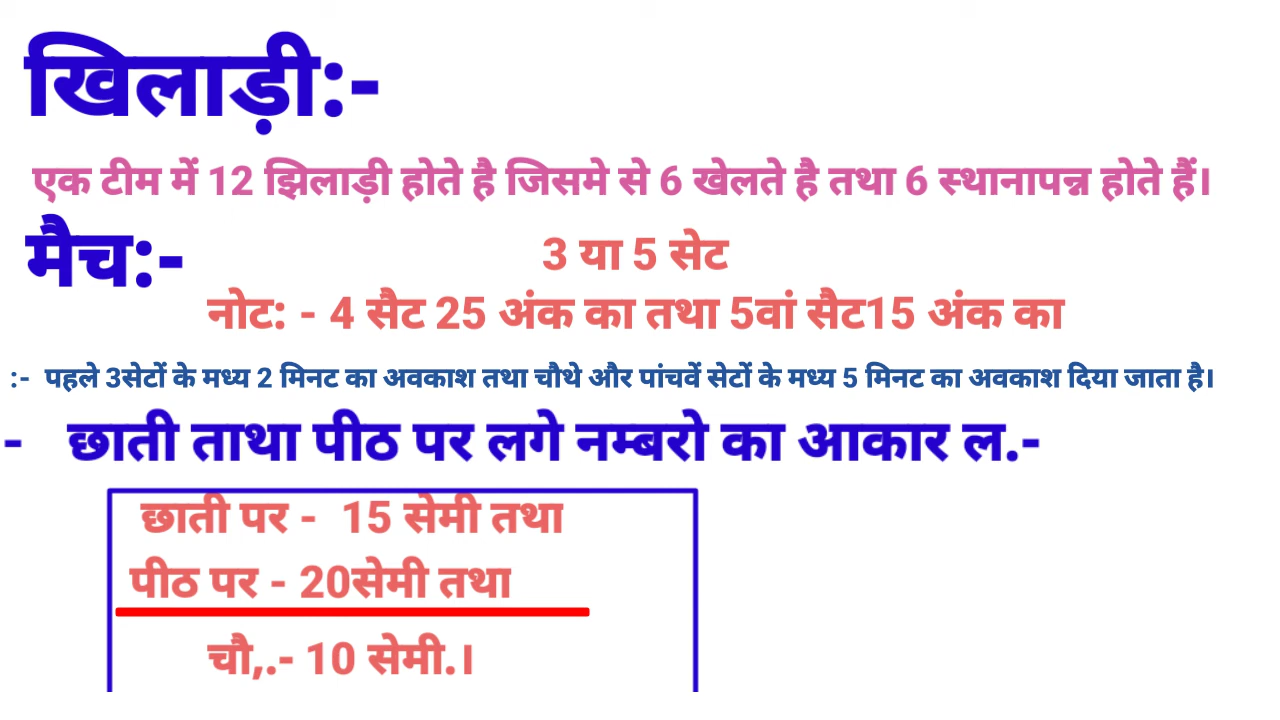 खिलाड़ी:-
एक टीम में 12 झिलाड़ी होते है जिसमे से 6 खेलते है तथा 6 स्थानापन्न होते हैं।
मैच:-
3 या 5 सेट
नोट: - 4 सैट 25 अंक का तथा 5वां सैट15 अंक का
:- पहले 3सेटों के मध्य 2 मिनट का अवकाश तथा चौथे और पांचवें सेटों के मध्य 5 मिनट का अवकाश दिया जाता है।
- छाती ताथा पीठ पर लगे नम्बरो का आकार ल.-
छाती पर - 15 सेमी तथा
पीठ पर - 20सेमी तथा
चौ,.- 10 सेमी.।